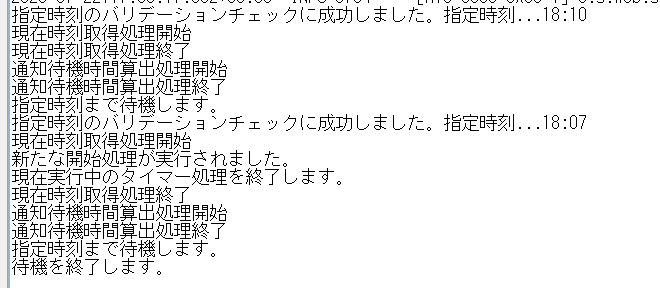 指定時刻のバリデーションチェックに成功しました。指定時刻...18:10
現在時刻取得処理開始
現在時刻取得処理終了
通知待機時間算出処理開始
通知待機時間算出処理終了
指定時刻まで待機します。
指定時刻のバリデーションチェックに成功しました。指定時刻...18:07
現在時刻取得処理開始
新たな開始処理が実行されました。
現在実行中のタイマー処理を終了します。
現在時刻取得処理終了
通知待機時間算出処理開始
通知待機時間算出処理終了
指定時刻まで待機します。
待機を終了します。